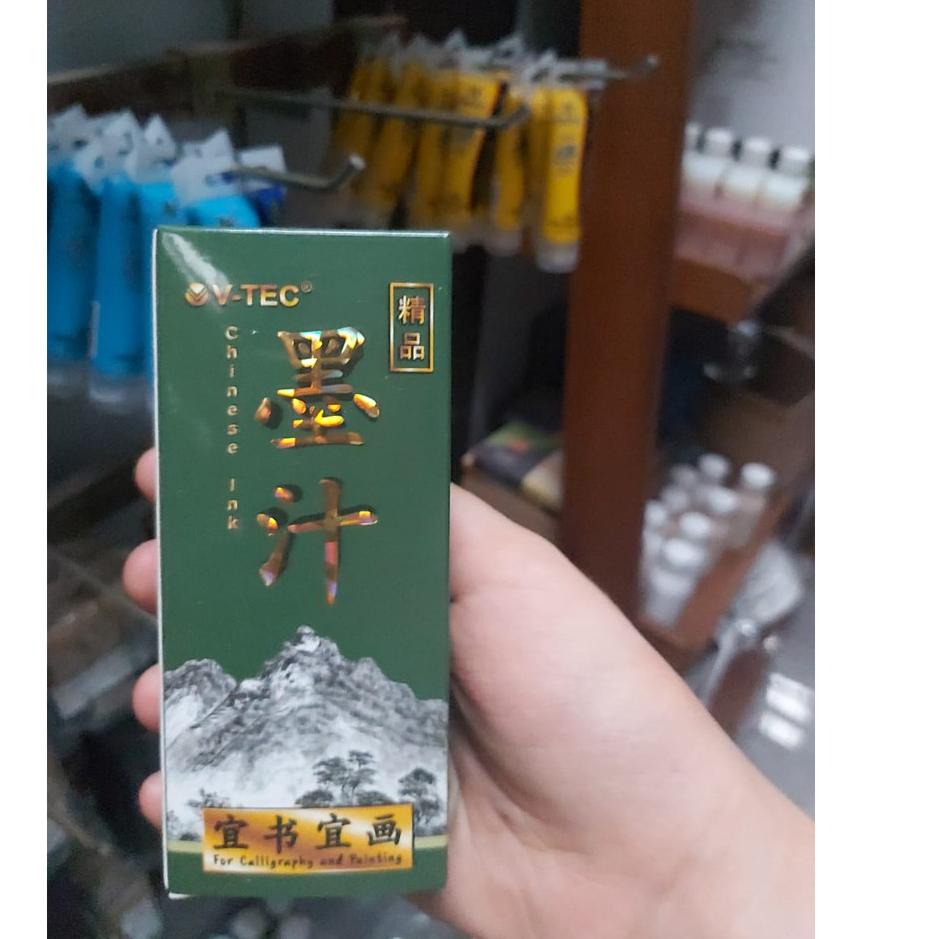 V-TEC®
精品
Chinese Ink
墨汁
宜书宜画
For Calligraphy and Painting